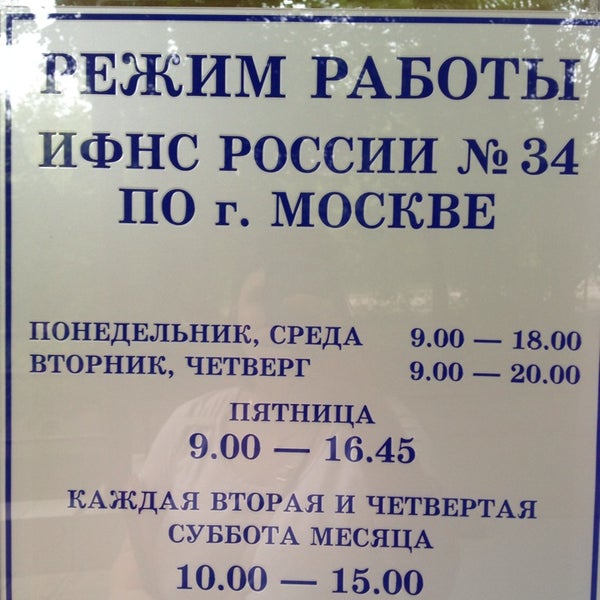 РЕЖИМ РАБОТЫ
ИФНС РОССИИ № 34
ПО г. МОСКВЕ
ПОНЕДЕЛЬНИК, СРЕДА 9.00 — 18.00
ВТОРНИК, ЧЕТВЕРГ 9.00 — 20.00
ПЯТНИЦА
9.00 — 16.45
КАЖДАЯ ВТОРАЯ И ЧЕТВЕРТАЯ
СУББОТА МЕСЯЦА
10.00 — 15.00